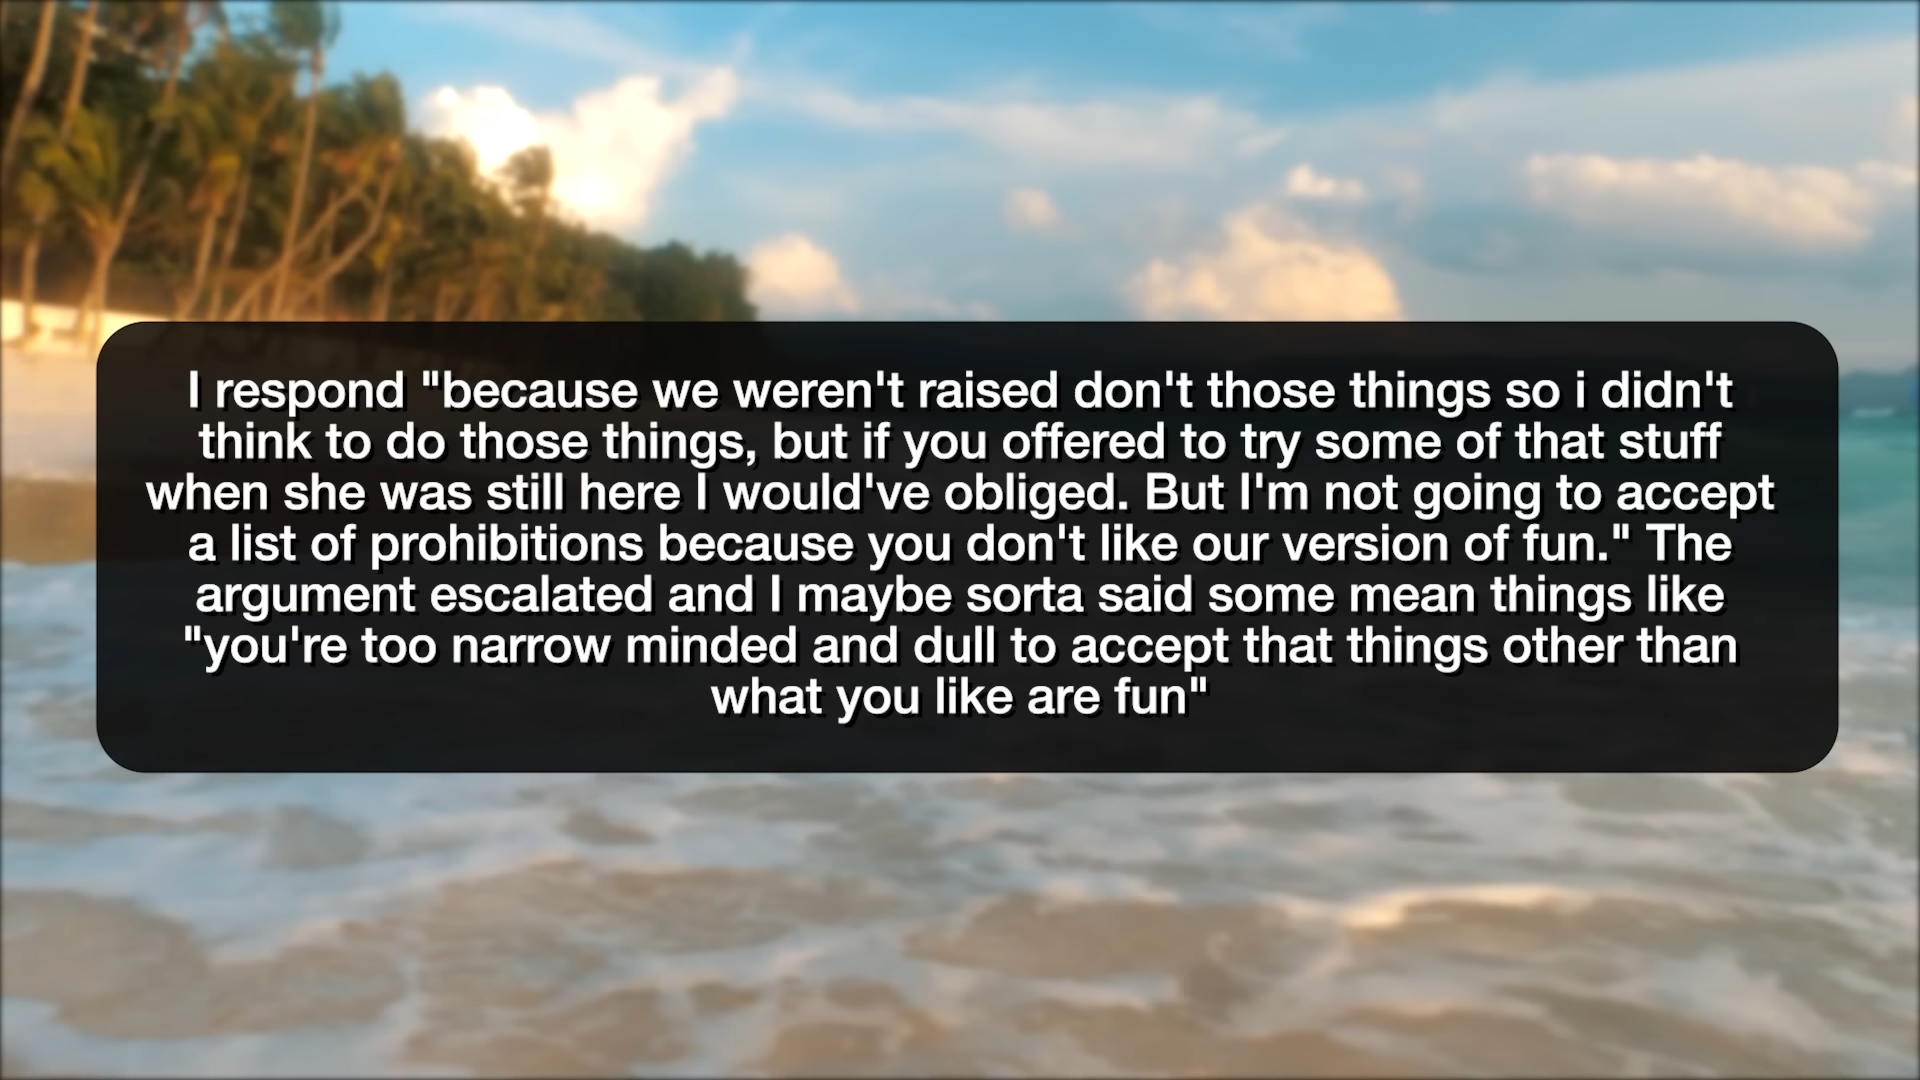 I respond "because we weren't raised don't those things so i didn't
think to do those things, but if you offered to try some of that stuff
when she was still here I would've obliged. But I'm not going to accept
a list of prohibitions because you don't like our version of fun." The
argument escalated and I maybe sorta said some mean things like
"you're too narrow minded and dull to accept that things other than
what you like are fun"